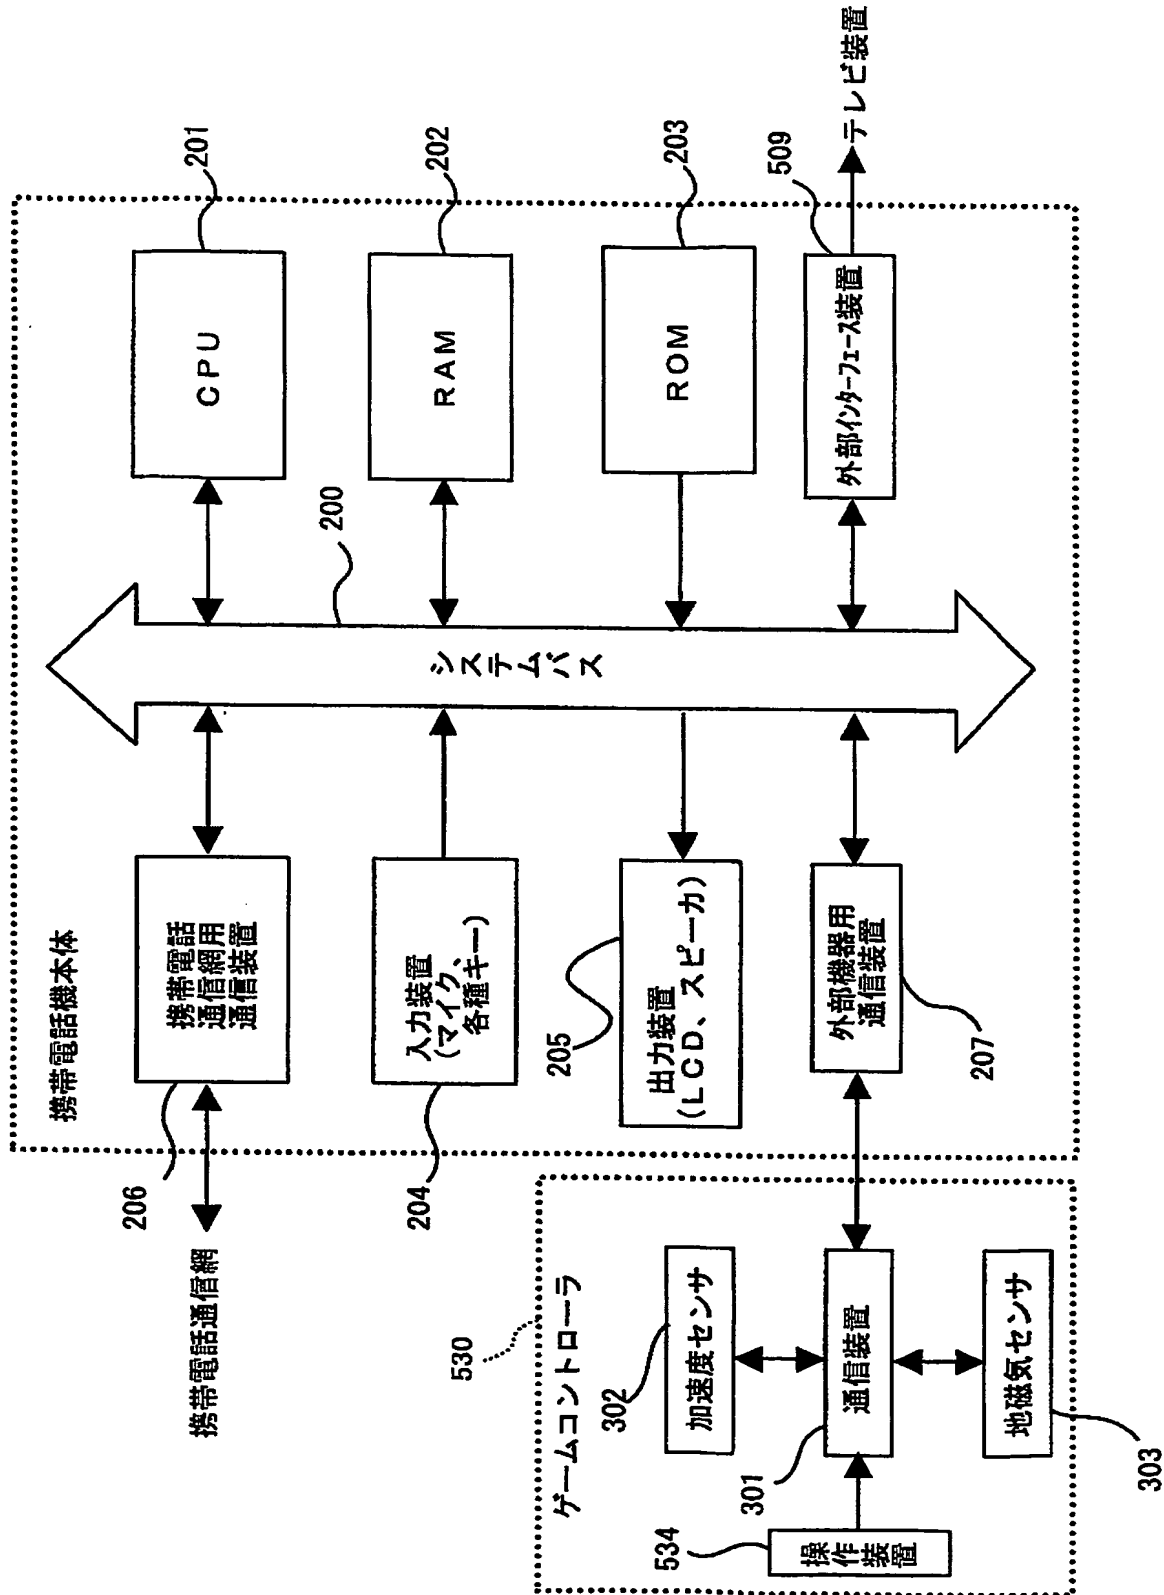 携帯電話機本体
携帯電話通信網
206
携帯電話
通信網用
通信装置
CPU
201
204
入力装置
(マイク、
各種キー)
200
システムバス
RAM
202
205
出力装置
(LCD、スピーカ)
ROM
203
207
外部機器用
通信装置
外部インターフェース装置
509
テレビ装置
530
ゲームコントローラ
302
加速度センサ
534
操作装置
301
通信装置
303
地磁気センサ